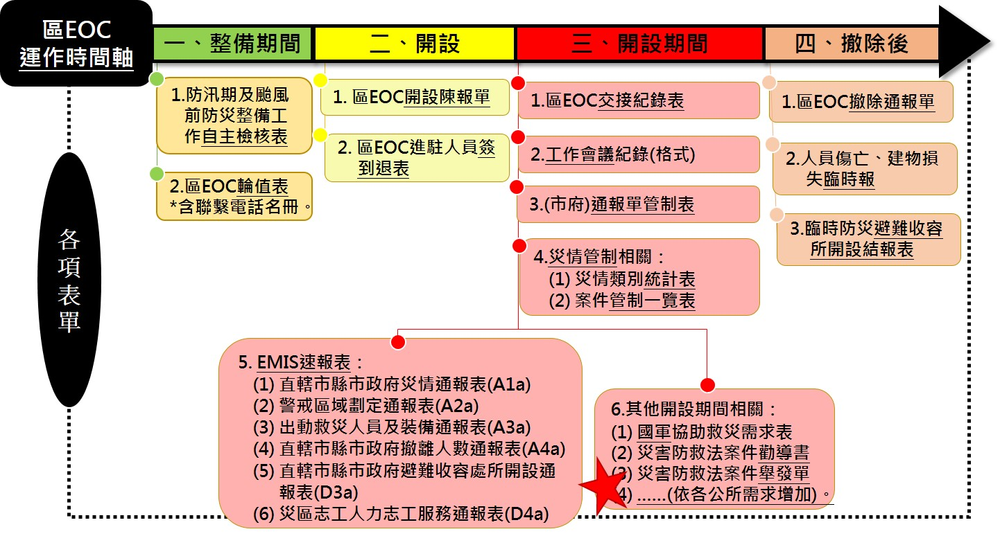 區EOC
運作時間軸
一、整備期間
二、開設
三、開設期間
四、撤除後
各項表單
1.防汛期及颱風
前防災整備工
作自主檢核表
2.區EOC輪值表
*含聯繫電話名冊。
1. 區EOC開設陳報單
2. 區EOC進駐人員簽
到退表
1.區EOC交接紀錄表
2.工作會議紀錄(格式)
3.(市府)通報單管制表
4.災情管制相關：
(1) 災情類別統計表
(2) 案件管制一覽表
5. EMIS速報表：
(1) 直轄市縣市政府災情通報表(A1a)
(2) 警戒區域劃定通報表(A2a)
(3) 出動救災人員及裝備通報表(A3a)
(4) 直轄市縣市政府撤離人數通報表(A4a)
(5) 直轄市縣市政府避難收容處所開設通
報表(D3a)
(6) 災區志工人力志工服務通報表(D4a)
6.其他開設期間相關：
(1) 國軍協助救災需求表
(2) 災害防救法案件勸導書
(3) 災害防救法案件舉發單
(4) ......(依各公所需求增加)。
1.區EOC撤除通報單
2.人員傷亡、建物損
失臨時報
3.臨時防災避難收容
所開設結報表